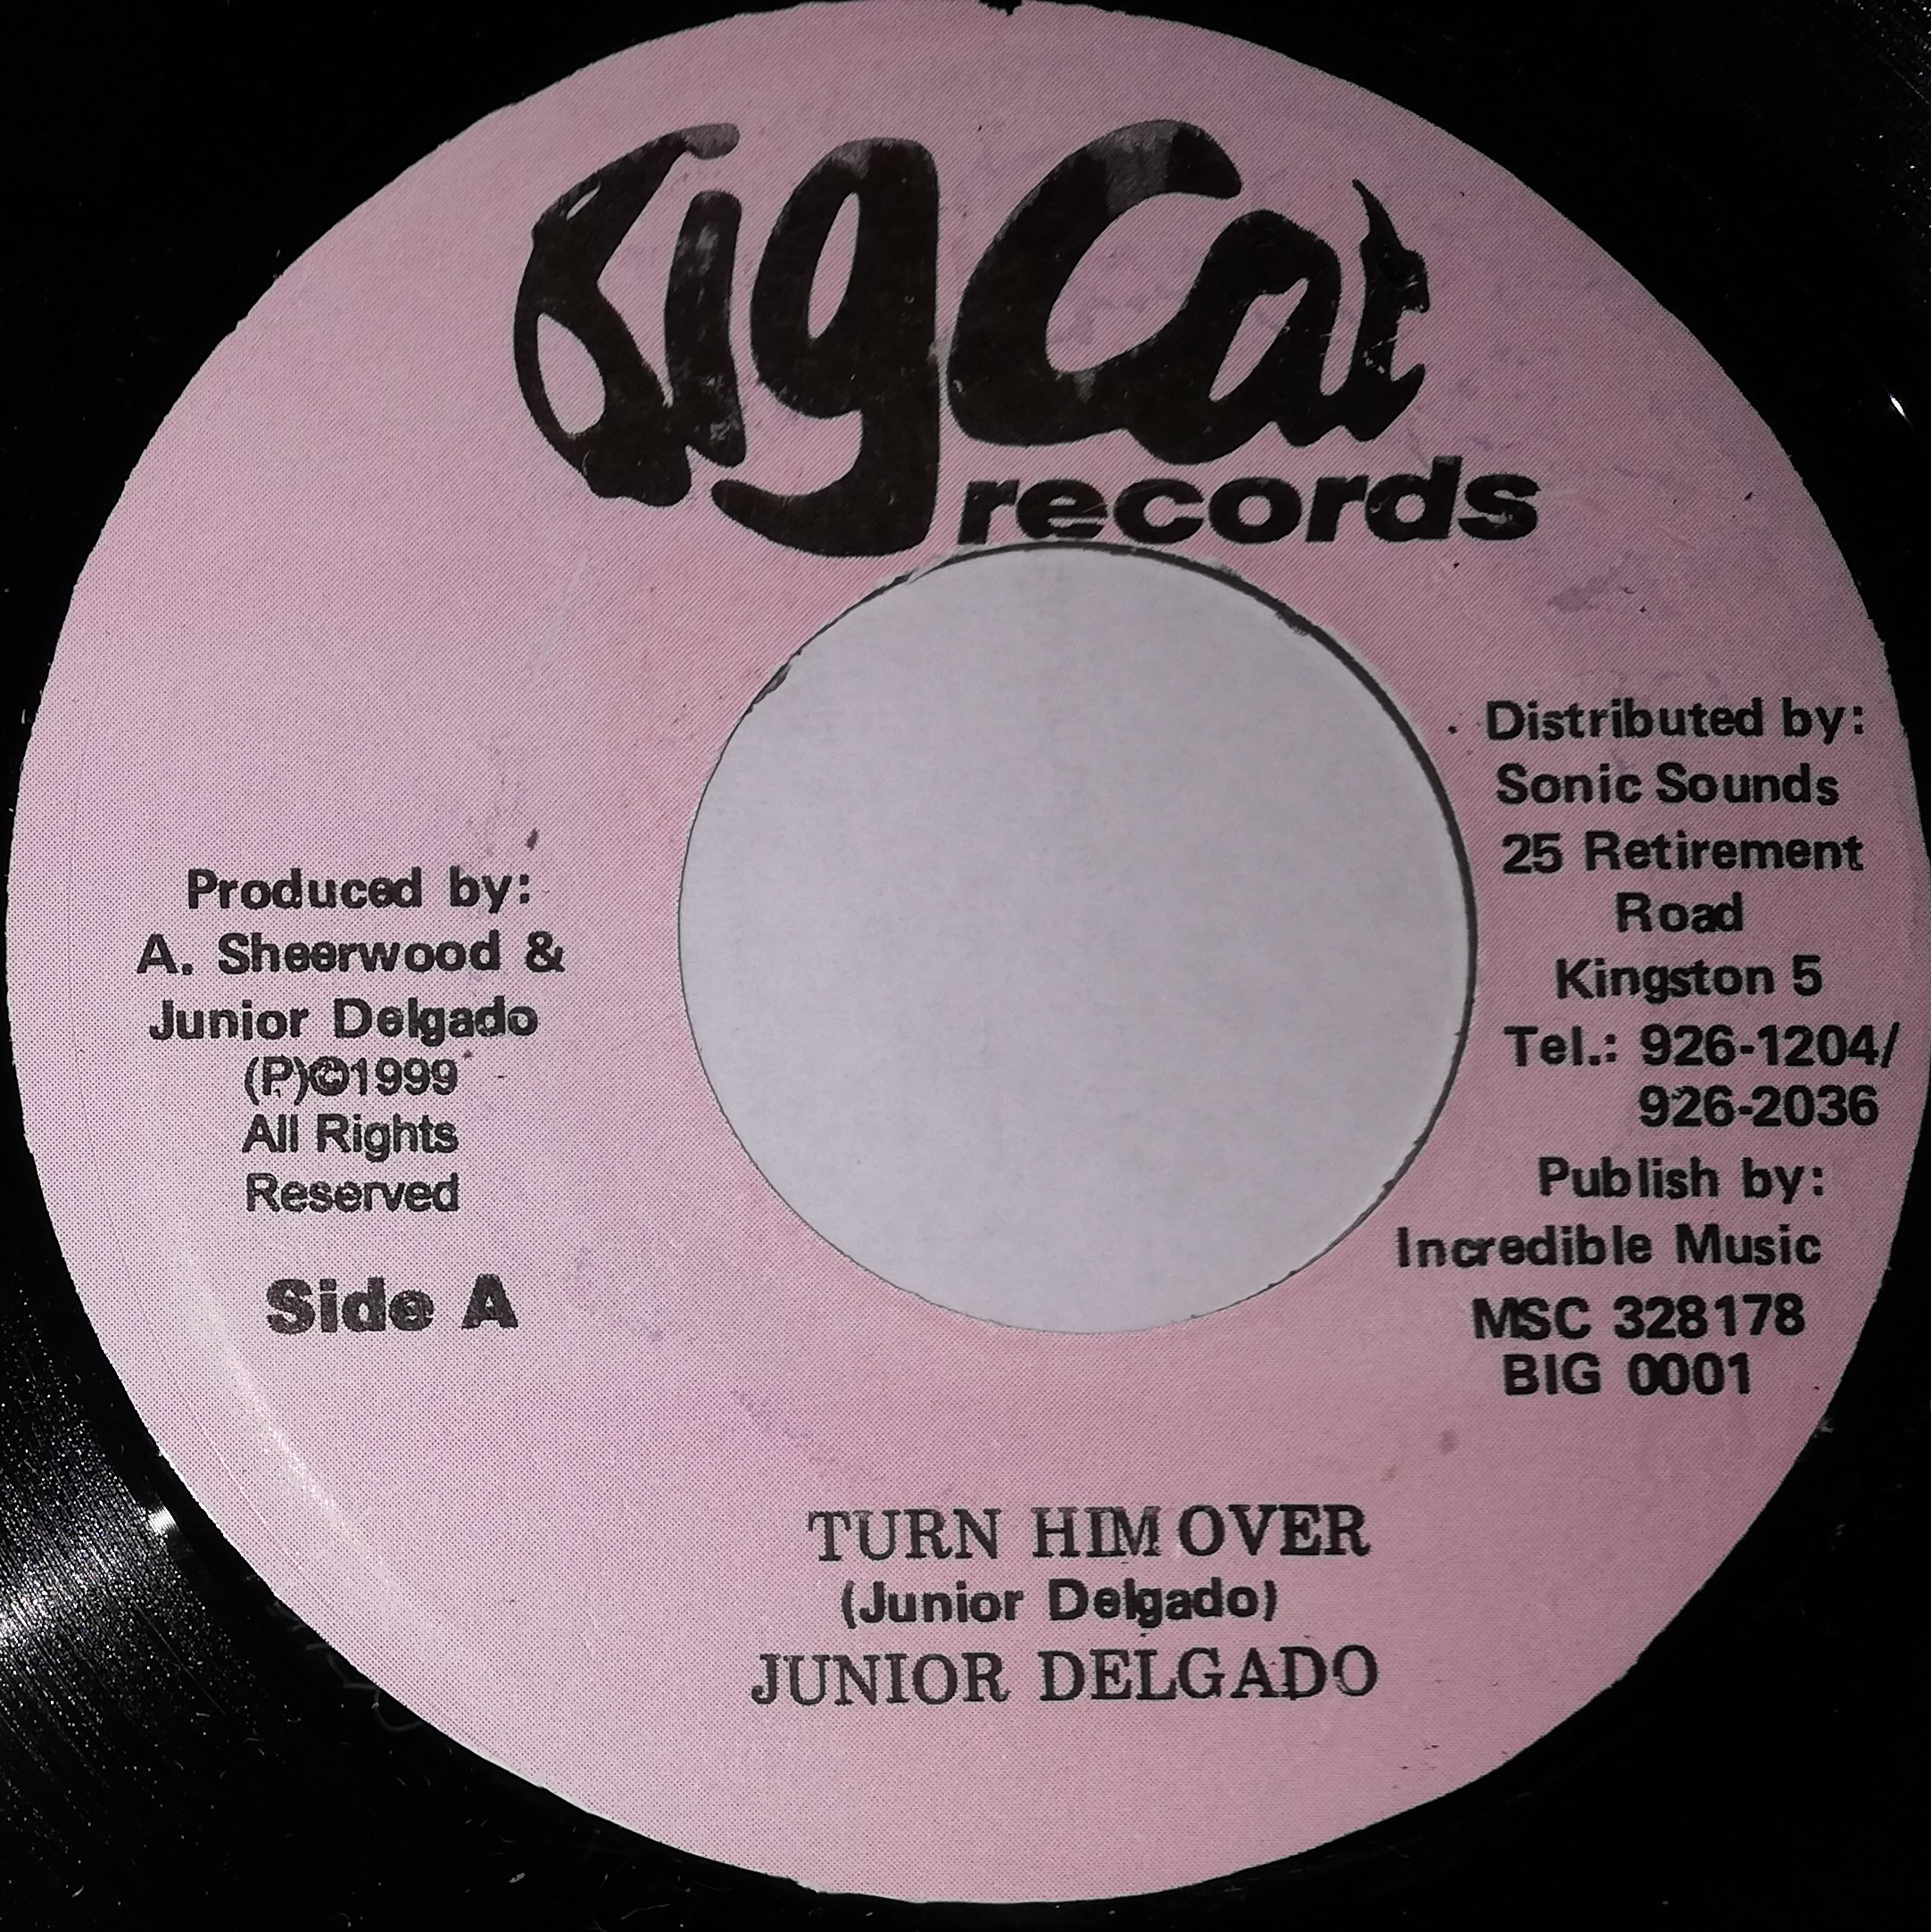 Big Cat
records
Produced by:
A. Sheerwood &
Junior Delgado
(P)©1999
All Rights
Reserved
Side A
Distributed by:
Sonic Sounds
25 Retirement
Road
Kingston 5
Tel.: 926-1204/
926-2036
Publish by:
Incredible Music
MSC 328178
BIG 0001
TURN HIM OVER
(Junior Delgado)
JUNIOR DELGADO